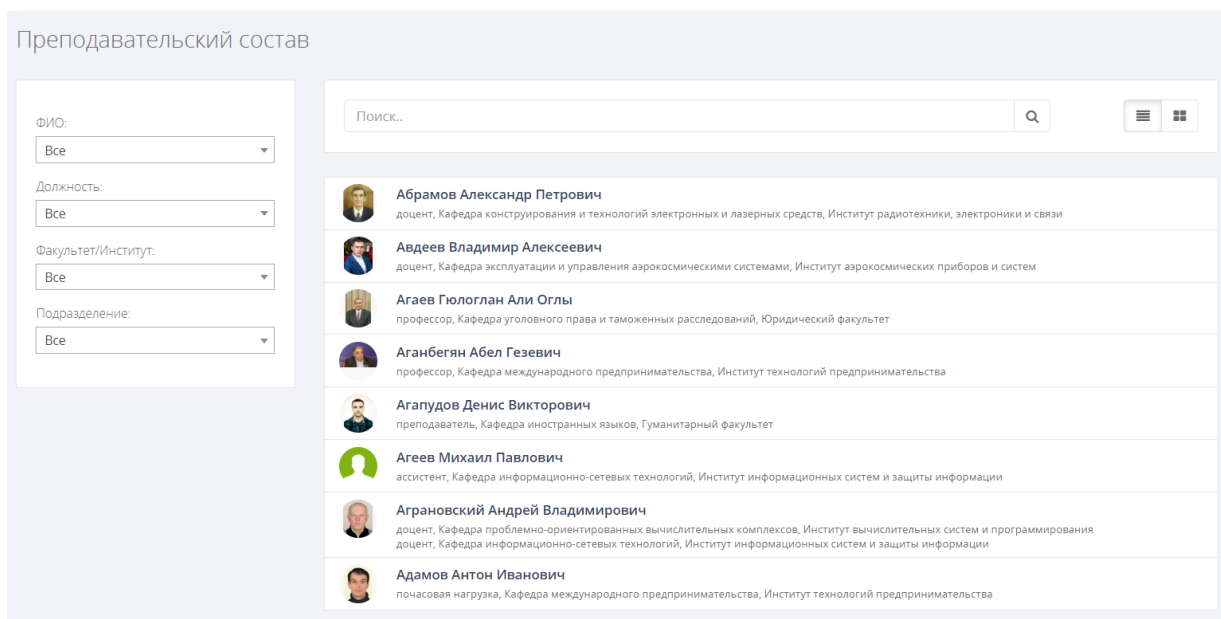 Преподавательский состав
ФИО:
Все
Должность:
Все
Факультет/Институт:
Все
Подразделение:
Все
Поиск..
Абрамов Александр Петрович
доцент, Кафедра конструирования и технологий электронных и лазерных средств, Институт радиотехники, электроники и связи
Авдеев Владимир Алексеевич
доцент, Кафедра эксплуатации и управления аэрокосмическими системами, Институт аэрокосмических приборов и систем
Агаев Гюлоглан Али Оглы
профессор, Кафедра уголовного права и таможенных расследований, Юридический факультет
Аганбегян Абел Гезевич
профессор, Кафедра международного предпринимательства, Институт технологий предпринимательства
Агапудов Денис Викторович
преподаватель, Кафедра иностранных языков, Гуманитарный факультет
Агеев Михаил Павлович
ассистент, Кафедра информационно-сетевых технологий, Институт информационных систем и защиты информации
Аграновский Андрей Владимирович
доцент, Кафедра проблемно-ориентированных вычислительных комплексов, Институт вычислительных систем и программирования
доцент, Кафедра информационно-сетевых технологий, Институт информационных систем и защиты информации
Адамов Антон Иванович
почасовая нагрузка, Кафедра международного предпринимательства, Институт технологий предпринимательства